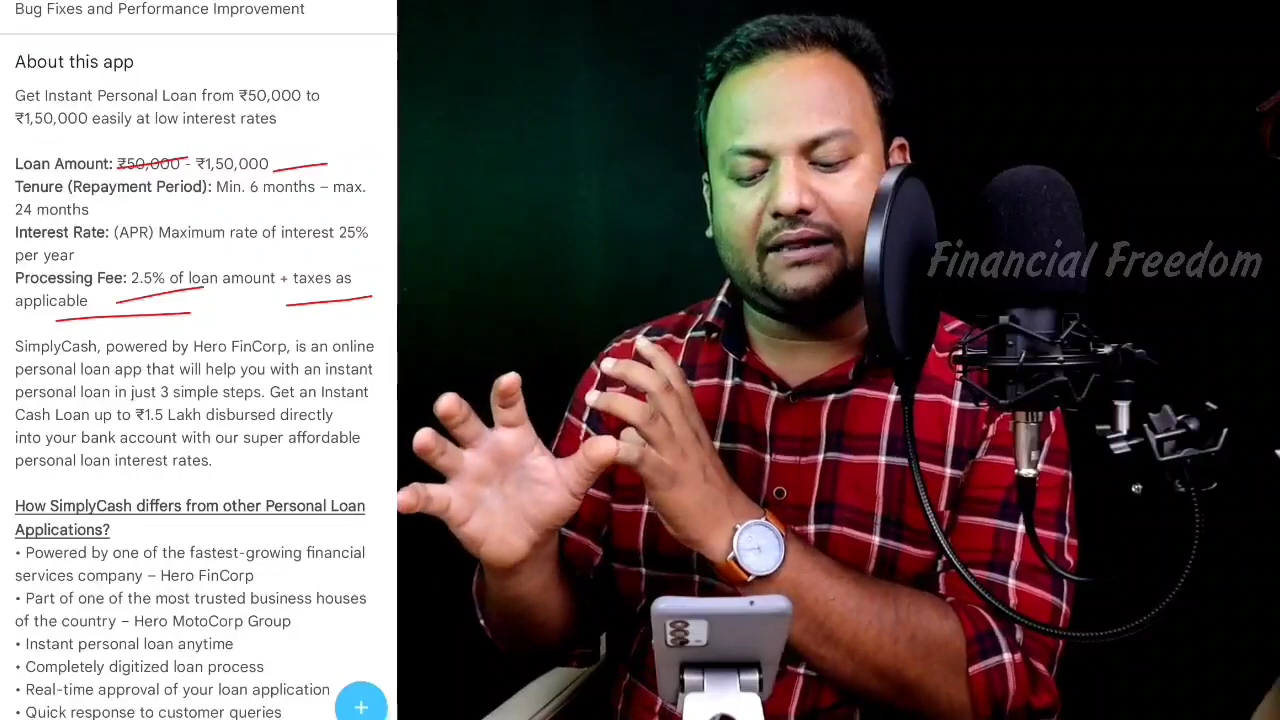 Bug Fixes and Performance Improvement
About this app
Get Instant Personal Loan from ₹50,000 to
₹1,50,000 easily at low interest rates
Loan Amount: ₹50,000 - ₹1,50,000
Tenure (Repayment Period): Min. 6 months – max.
24 months
Interest Rate: (APR) Maximum rate of interest 25%
per year
Processing Fee: 2.5% of loan amount + taxes as
applicable
SimplyCash, powered by Hero FinCorp, is an online
personal loan app that will help you with an instant
personal loan in just 3 simple steps. Get an Instant
Cash Loan up to ₹1.5 Lakh disbursed directly
into your bank account with our super affordable
personal loan interest rates.
How SimplyCash differs from other Personal Loan
Applications?
• Powered by one of the fastest-growing financial
services company – Hero FinCorp
• Part of one of the most trusted business houses
of the country – Hero MotoCorp Group
• Instant personal loan anytime
• Completely digitized loan process
• Real-time approval of your loan application
• Quick response to customer queries
+
Financial Freedom